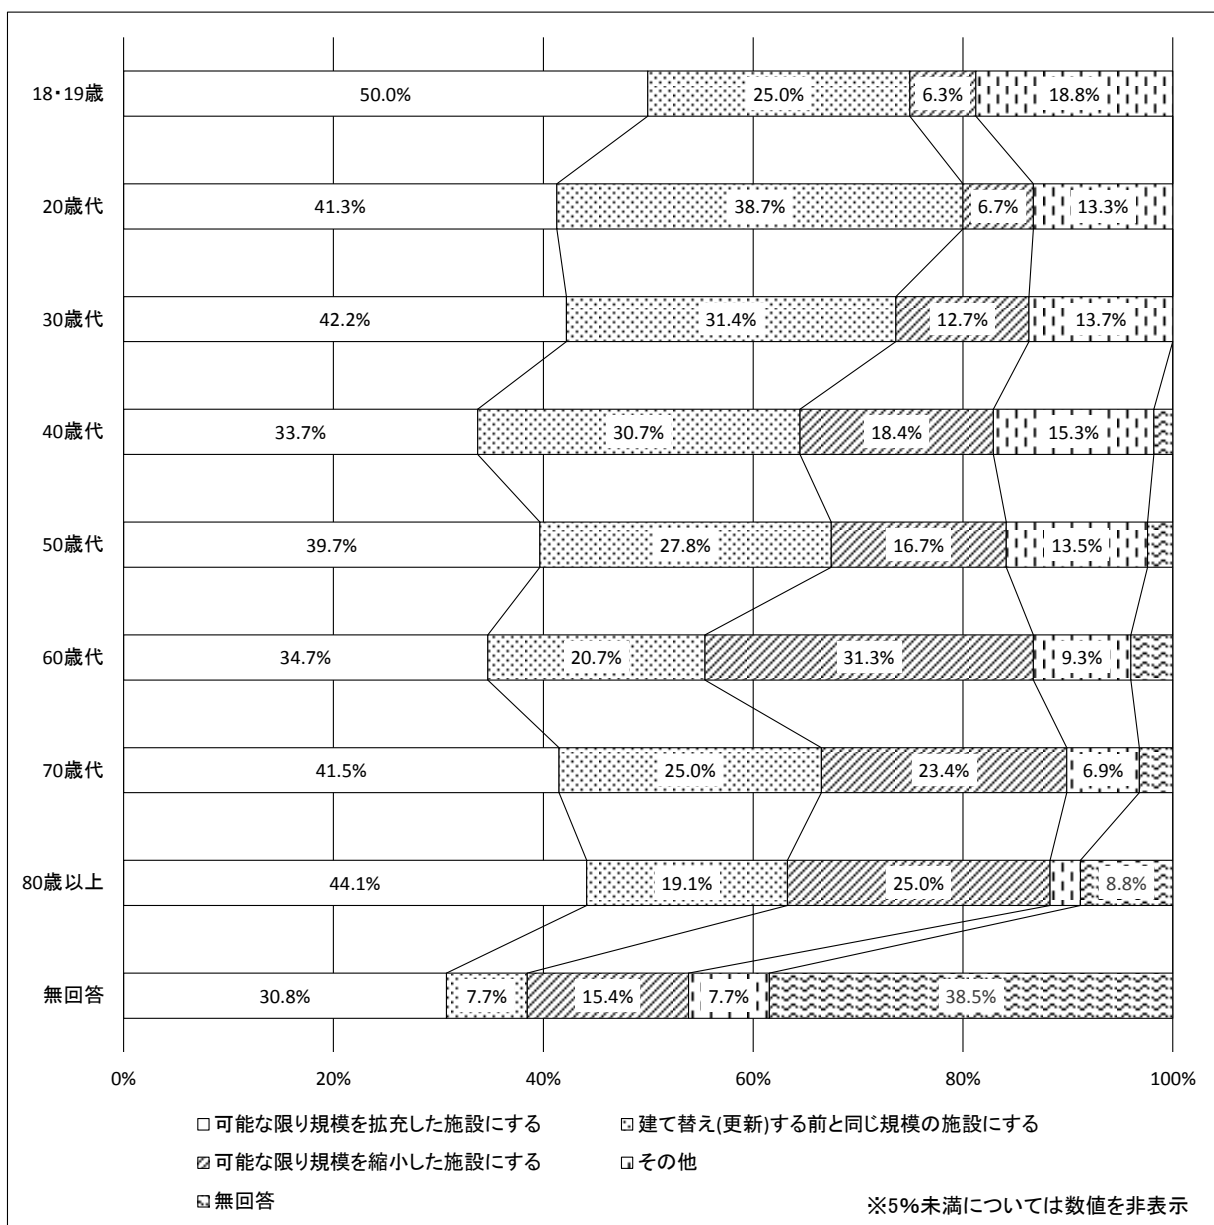 18・19歳 50.0% 25.0% 6.3% 18.8%
20歳代 41.3% 38.7% 6.7% 13.3%
30歳代 42.2% 31.4% 12.7% 13.7%
40歳代 33.7% 30.7% 18.4% 15.3%
50歳代 39.7% 27.8% 16.7% 13.5%
60歳代 34.7% 20.7% 31.3% 9.3%
70歳代 41.5% 25.0% 23.4% 6.9%
80歳以上 44.1% 19.1% 25.0% 8.8%
無回答 30.8% 7.7% 15.4% 7.7% 38.5%
0% 20% 40% 60% 80% 100%
可能な限り規模を拡充した施設にする 建て替え(更新)する前と同じ規模の施設にする
可能な限り規模を縮小した施設にする その他
無回答 ※5%未満については数値を非表示